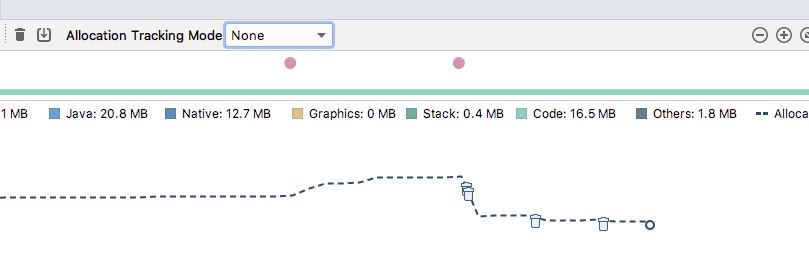 Allocation Tracking Mode None
1 MB Java: 20.8 MB Native: 12.7 MB Graphics: 0 MB Stack: 0.4 MB Code: 16.5 MB Others: 1.8 MB Alloca